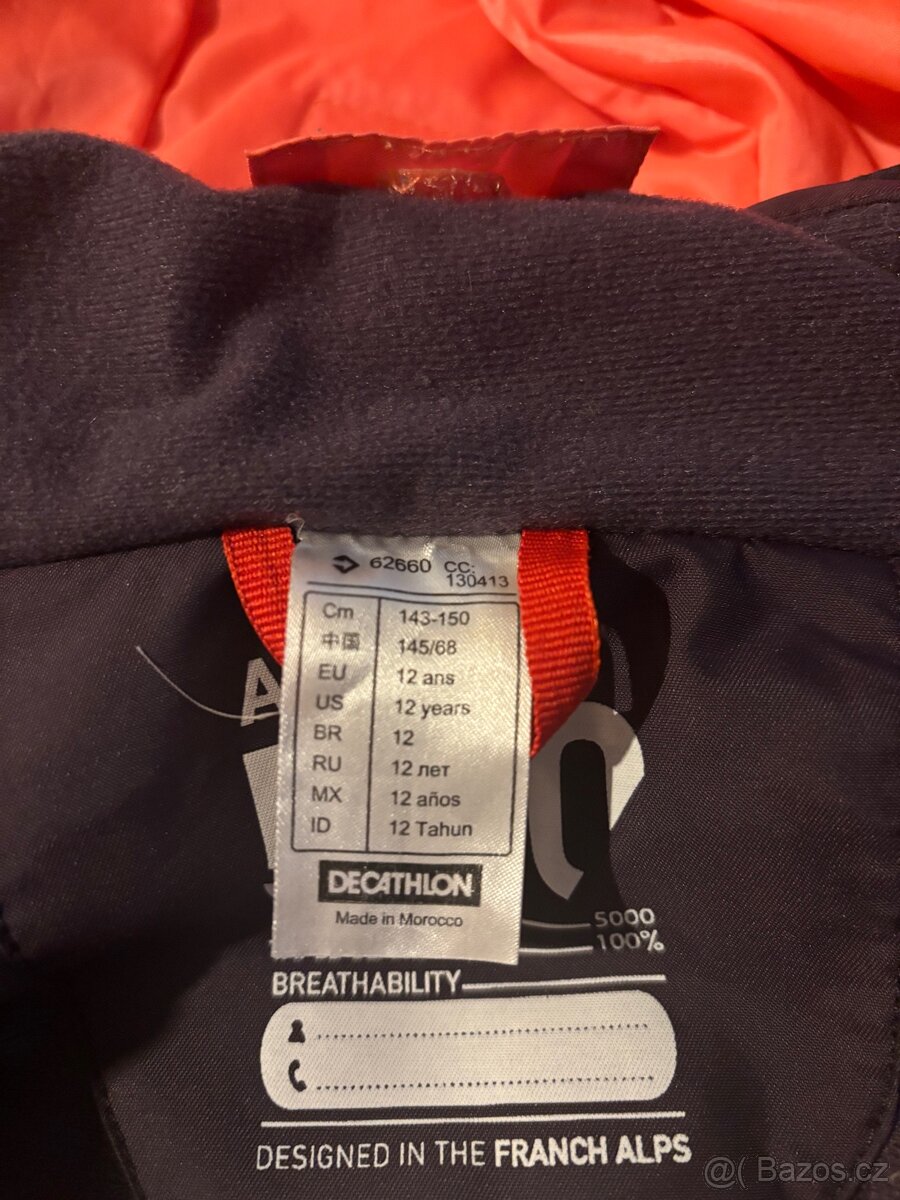 62660 CC:
130413
Cm 143-150
中国 145/68
EU 12 ans
US 12 years
BR 12
RU 12 лет
MX 12 años
ID 12 Tahun
DECATHLON
Made in Morocco
5000
100%
BREATHABILITY
DESIGNED IN THE FRANCH ALPS
@( Bazos.cz